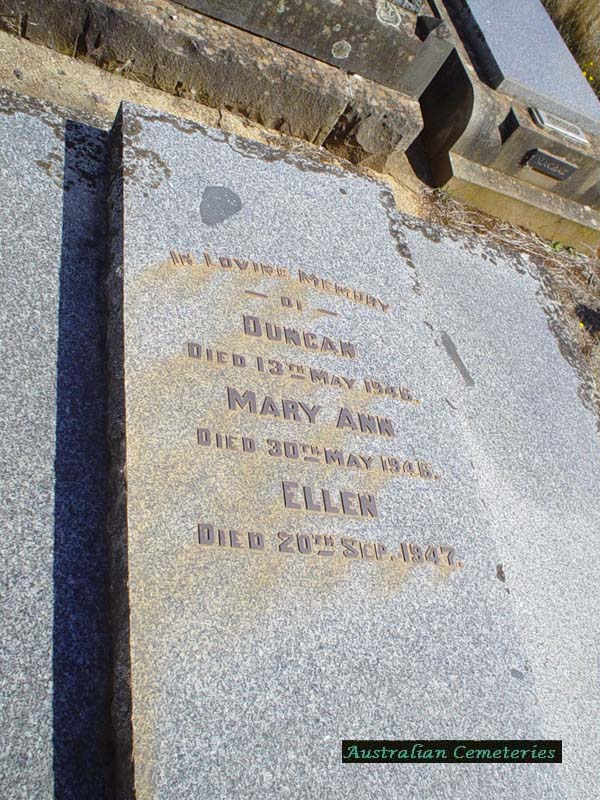 IN LOVING MEMORY
— OF —
DUNCAN
DIED 13TH MAY 1946.
MARY ANN
DIED 30TH MAY 1946.
ELLEN
DIED 20TH SEP. 1947.
Australian Cemeteries